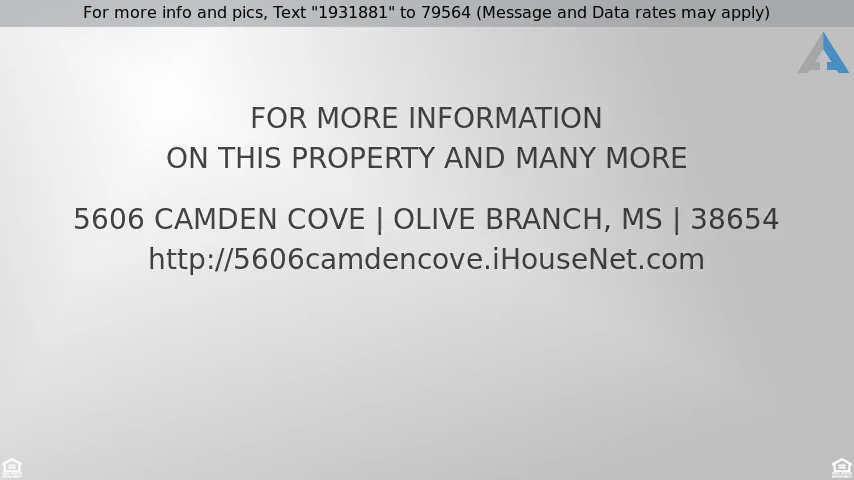 For more info and pics, Text "1931881" to 79564 (Message and Data rates may apply)
FOR MORE INFORMATION
ON THIS PROPERTY AND MANY MORE
5606 CAMDEN COVE | OLIVE BRANCH, MS | 38654
http://5606camdencove.iHouseNet.com